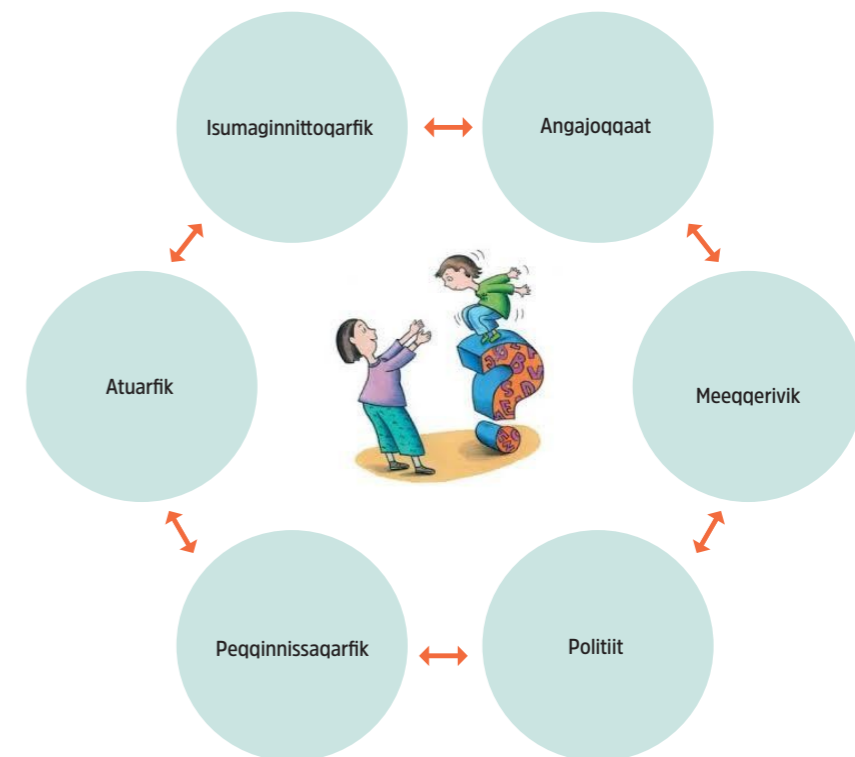 Isumaginnittoqarfik
Angajoqqaat
Atuarfik
Meeqqerivik
Peqqinnissaqarfik
Politiit